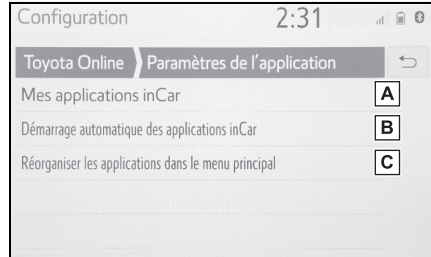 Configuration 2:31
Toyota Online Paramètres de l'application
Mes applications inCar A
Démarrage automatique des applications inCar B
Réorganiser les applications dans le menu principal C